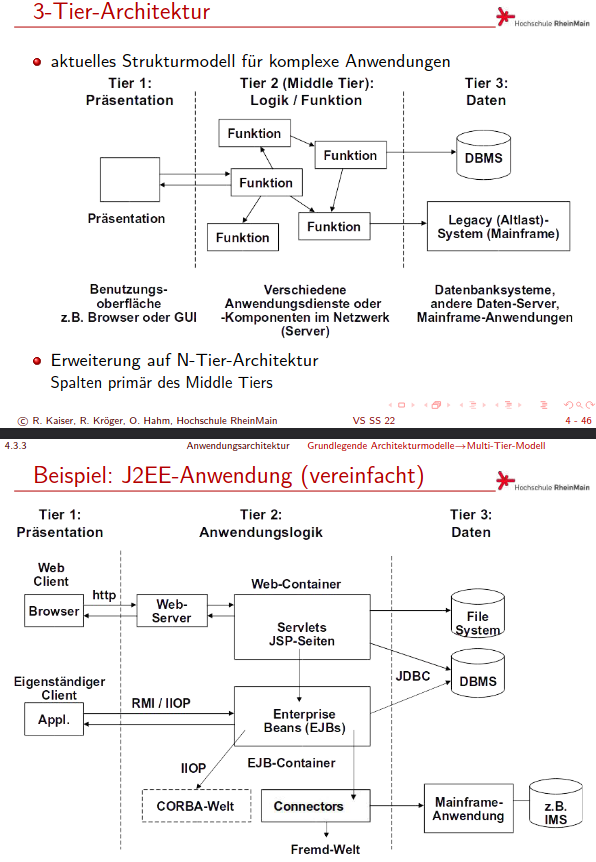 3-Tier-Architektur
Hochschule RheinMain
aktuelles Strukturmodell für komplexe Anwendungen
Tier 1:
Präsentation
Tier 2 (Middle Tier):
Logik / Funktion
Tier 3:
Daten
Funktion
Funktion
DBMS
Funktion
Präsentation
Funktion
Funktion
Legacy (Altlast)-
System (Mainframe)
Benutzungs-
oberfläche
z.B. Browser oder GUI
Verschiedene
Anwendungsdienste oder
-Komponenten im Netzwerk
(Server)
Datenbanksysteme,
andere Daten-Server,
Mainframe-Anwendungen
Erweiterung auf N-Tier-Architektur
Spalten primär des Middle Tiers
© R. Kaiser, R. Kröger, O. Hahm, Hochschule RheinMain
VS SS 22
4 - 46
4.3.3
Anwendungsarchitektur
Grundlegende Architekturmodelle→Multi-Tier-Modell
Beispiel: J2EE-Anwendung (vereinfacht)
Hochschule RheinMain
Tier 1:
Präsentation
Tier 2:
Anwendungslogik
Tier 3:
Daten
Web
Client
Browser
http
Web-
Server
Web-Container
Servlets
JSP-Seiten
File
System
JDBC
DBMS
Eigenständiger
Client
Appl.
RMI / IIOP
Enterprise
Beans (EJBs)
IIOP
EJB-Container
CORBA-Welt
Connectors
Mainframe-
Anwendung
z.B.
IMS
Fremd-Welt